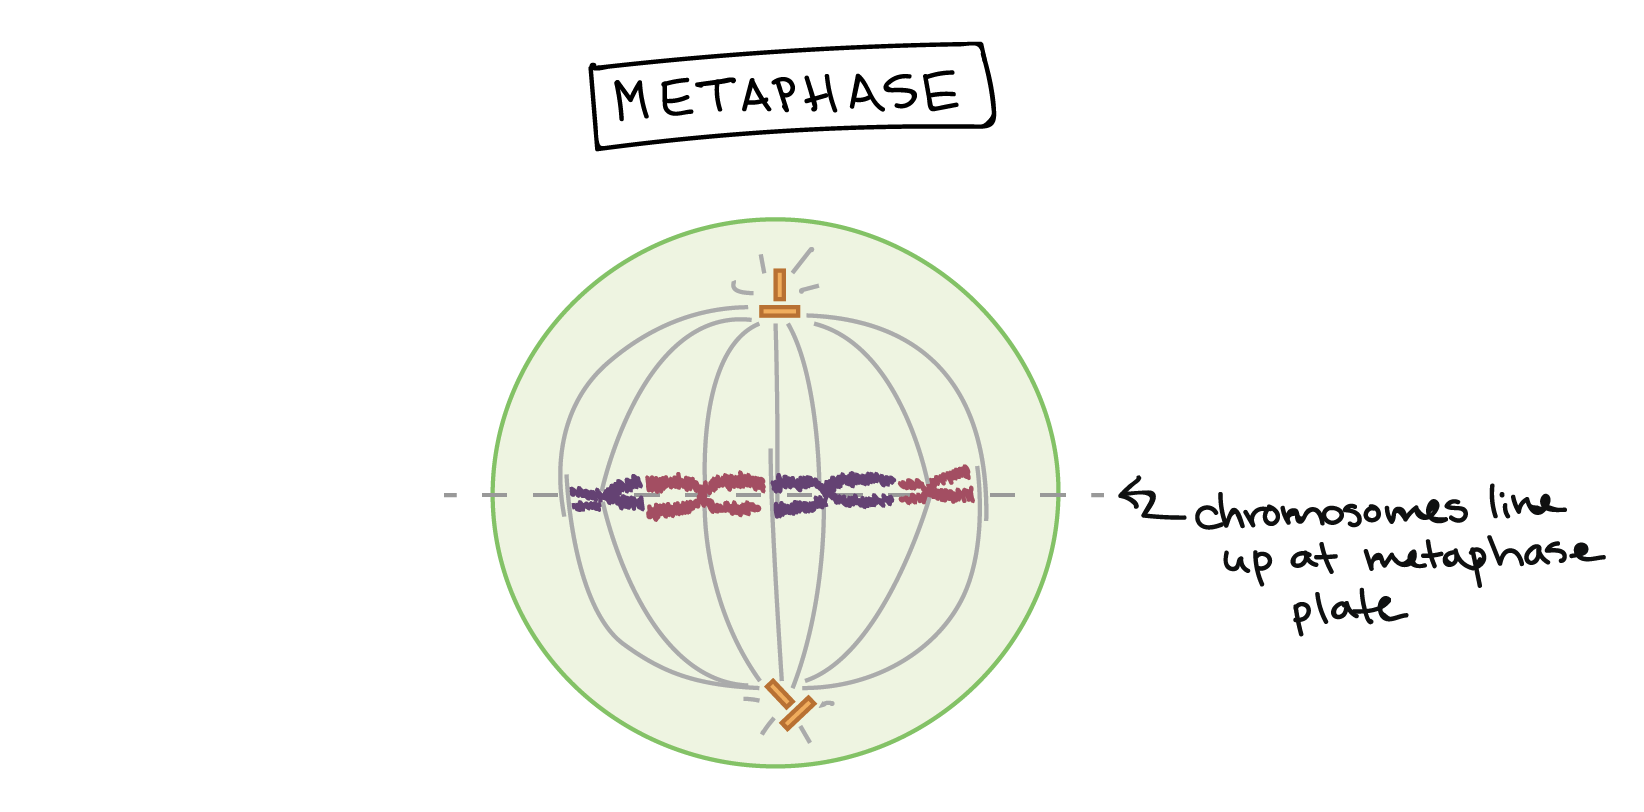 METAPHASE
chromosomes line
up at metaphase
plate